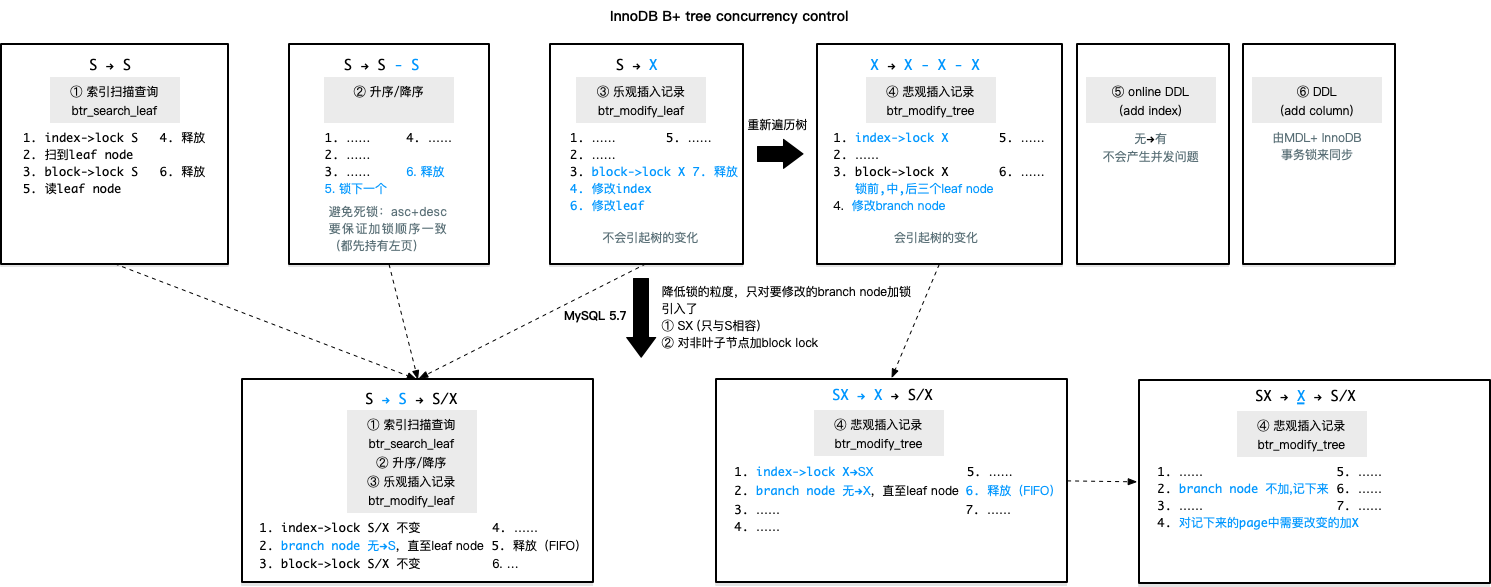 InnoDB B+ tree concurrency control
S → S
① 索引扫描查询
btr_search_leaf
1. index->lock S 4. 释放
2. 扫到leaf node
3. block->lock S 6. 释放
5. 读leaf node
S → S - S
② 升序/降序
1. …… 4. ……
2. ……
3. …… 6. 释放
5. 锁下一个
避免死锁：asc+desc
要保证加锁顺序一致
（都先持有左页）
S → X
③ 乐观插入记录
btr_modify_leaf
1. …… 5. ……
2. ……
3. block->lock X 7. 释放
4. 修改index
6. 修改leaf
不会引起树的变化
重新遍历树
X → X - X - X
④ 悲观插入记录
btr_modify_tree
1. index->lock X 5. ……
2. ……
3. block->lock X 6. ……
锁前,中,后三个leaf node
4. 修改branch node
会引起树的变化
⑤ online DDL
(add index)
无→有
不会产生并发问题
⑥ DDL
(add column)
由MDL+ InnoDB
事务锁来同步
MySQL 5.7
降低锁的粒度，只对要修改的branch node加锁
引入了
① SX (只与S相容)
② 对非叶子节点加block lock
S → S → S/X
① 索引扫描查询
btr_search_leaf
② 升序/降序
③ 乐观插入记录
btr_modify_leaf
1. index->lock S/X 不变 4. ……
2. branch node 无→S，直至leaf node 5. 释放（FIFO）
3. block->lock S/X 不变 6. …
SX → X → S/X
④ 悲观插入记录
btr_modify_tree
1. index->lock X→SX 5. ……
2. branch node 无→X，直至leaf node 6. 释放（FIFO）
3. …… 7. ……
4. ……
SX → X → S/X
④ 悲观插入记录
btr_modify_tree
1. …… 5. ……
2. branch node 不加,记下来 6. ……
3. …… 7. ……
4. 对记下来的page中需要改变的加X